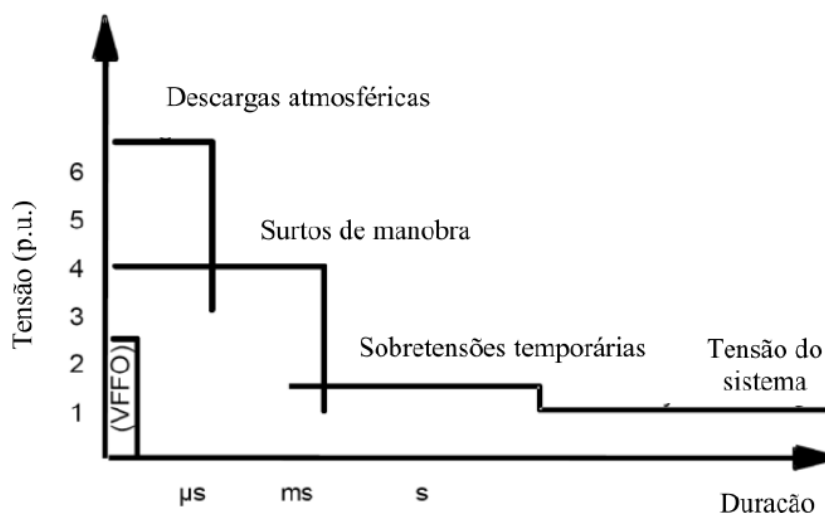 Descargas atmosféricas
6
5
Surtos de manobra
4
3
Sobretensões temporárias
Tensão do
sistema
2
1
Tensão (p.u.)
(VFFO)
µs
ms
s
Duracão